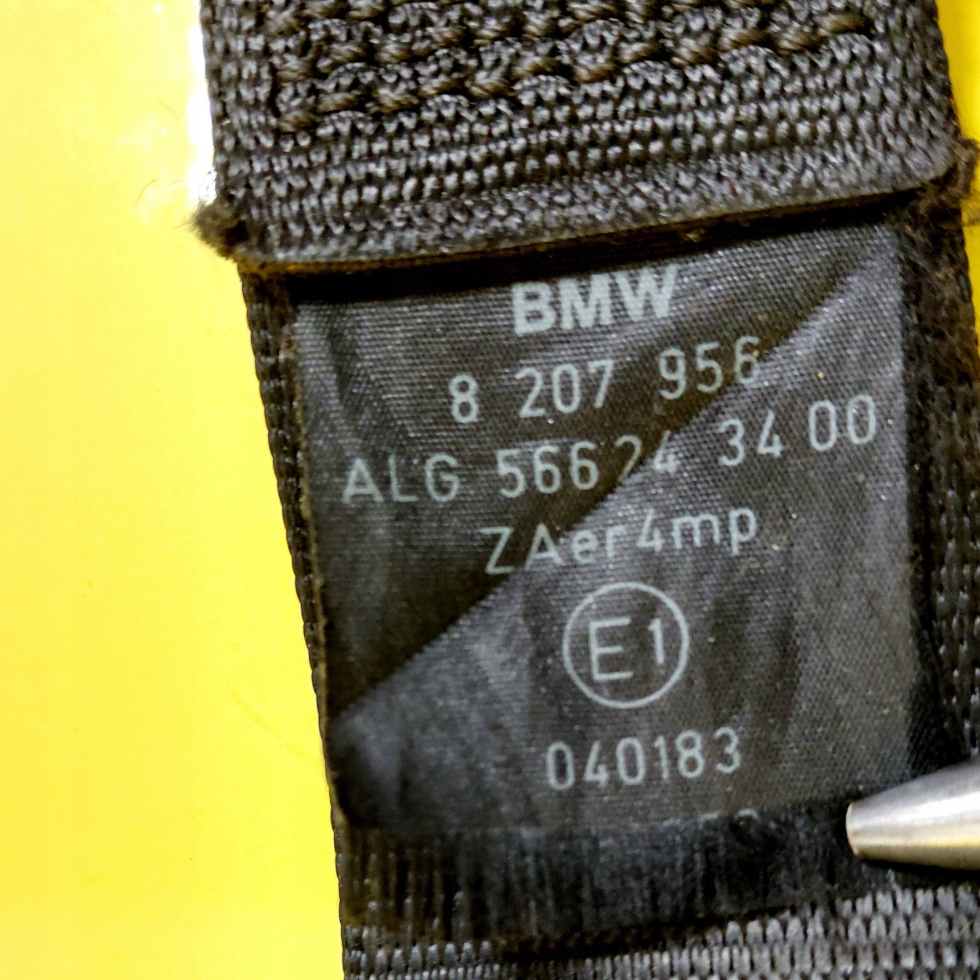 BMW
8 207 956
ALG 56624 34 00
ZAer4mp
E1
040183